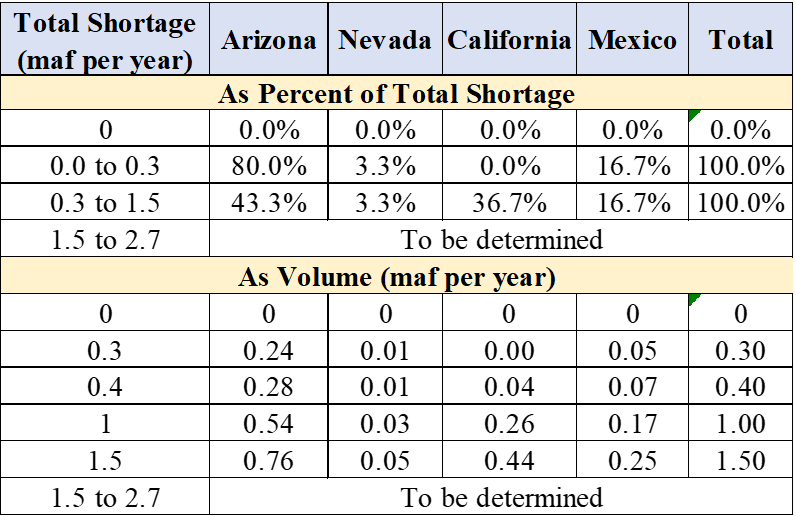 Total Shortage (maf per year) Arizona Nevada California Mexico Total
As Percent of Total Shortage
0 0.0% 0.0% 0.0% 0.0% 0.0%
0.0 to 0.3 80.0% 3.3% 0.0% 16.7% 100.0%
0.3 to 1.5 43.3% 3.3% 36.7% 16.7% 100.0%
1.5 to 2.7 To be determined
As Volume (maf per year)
0 0 0 0 0 0
0.3 0.24 0.01 0.00 0.05 0.30
0.4 0.28 0.01 0.04 0.07 0.40
1 0.54 0.03 0.26 0.17 1.00
1.5 0.76 0.05 0.44 0.25 1.50
1.5 to 2.7 To be determined